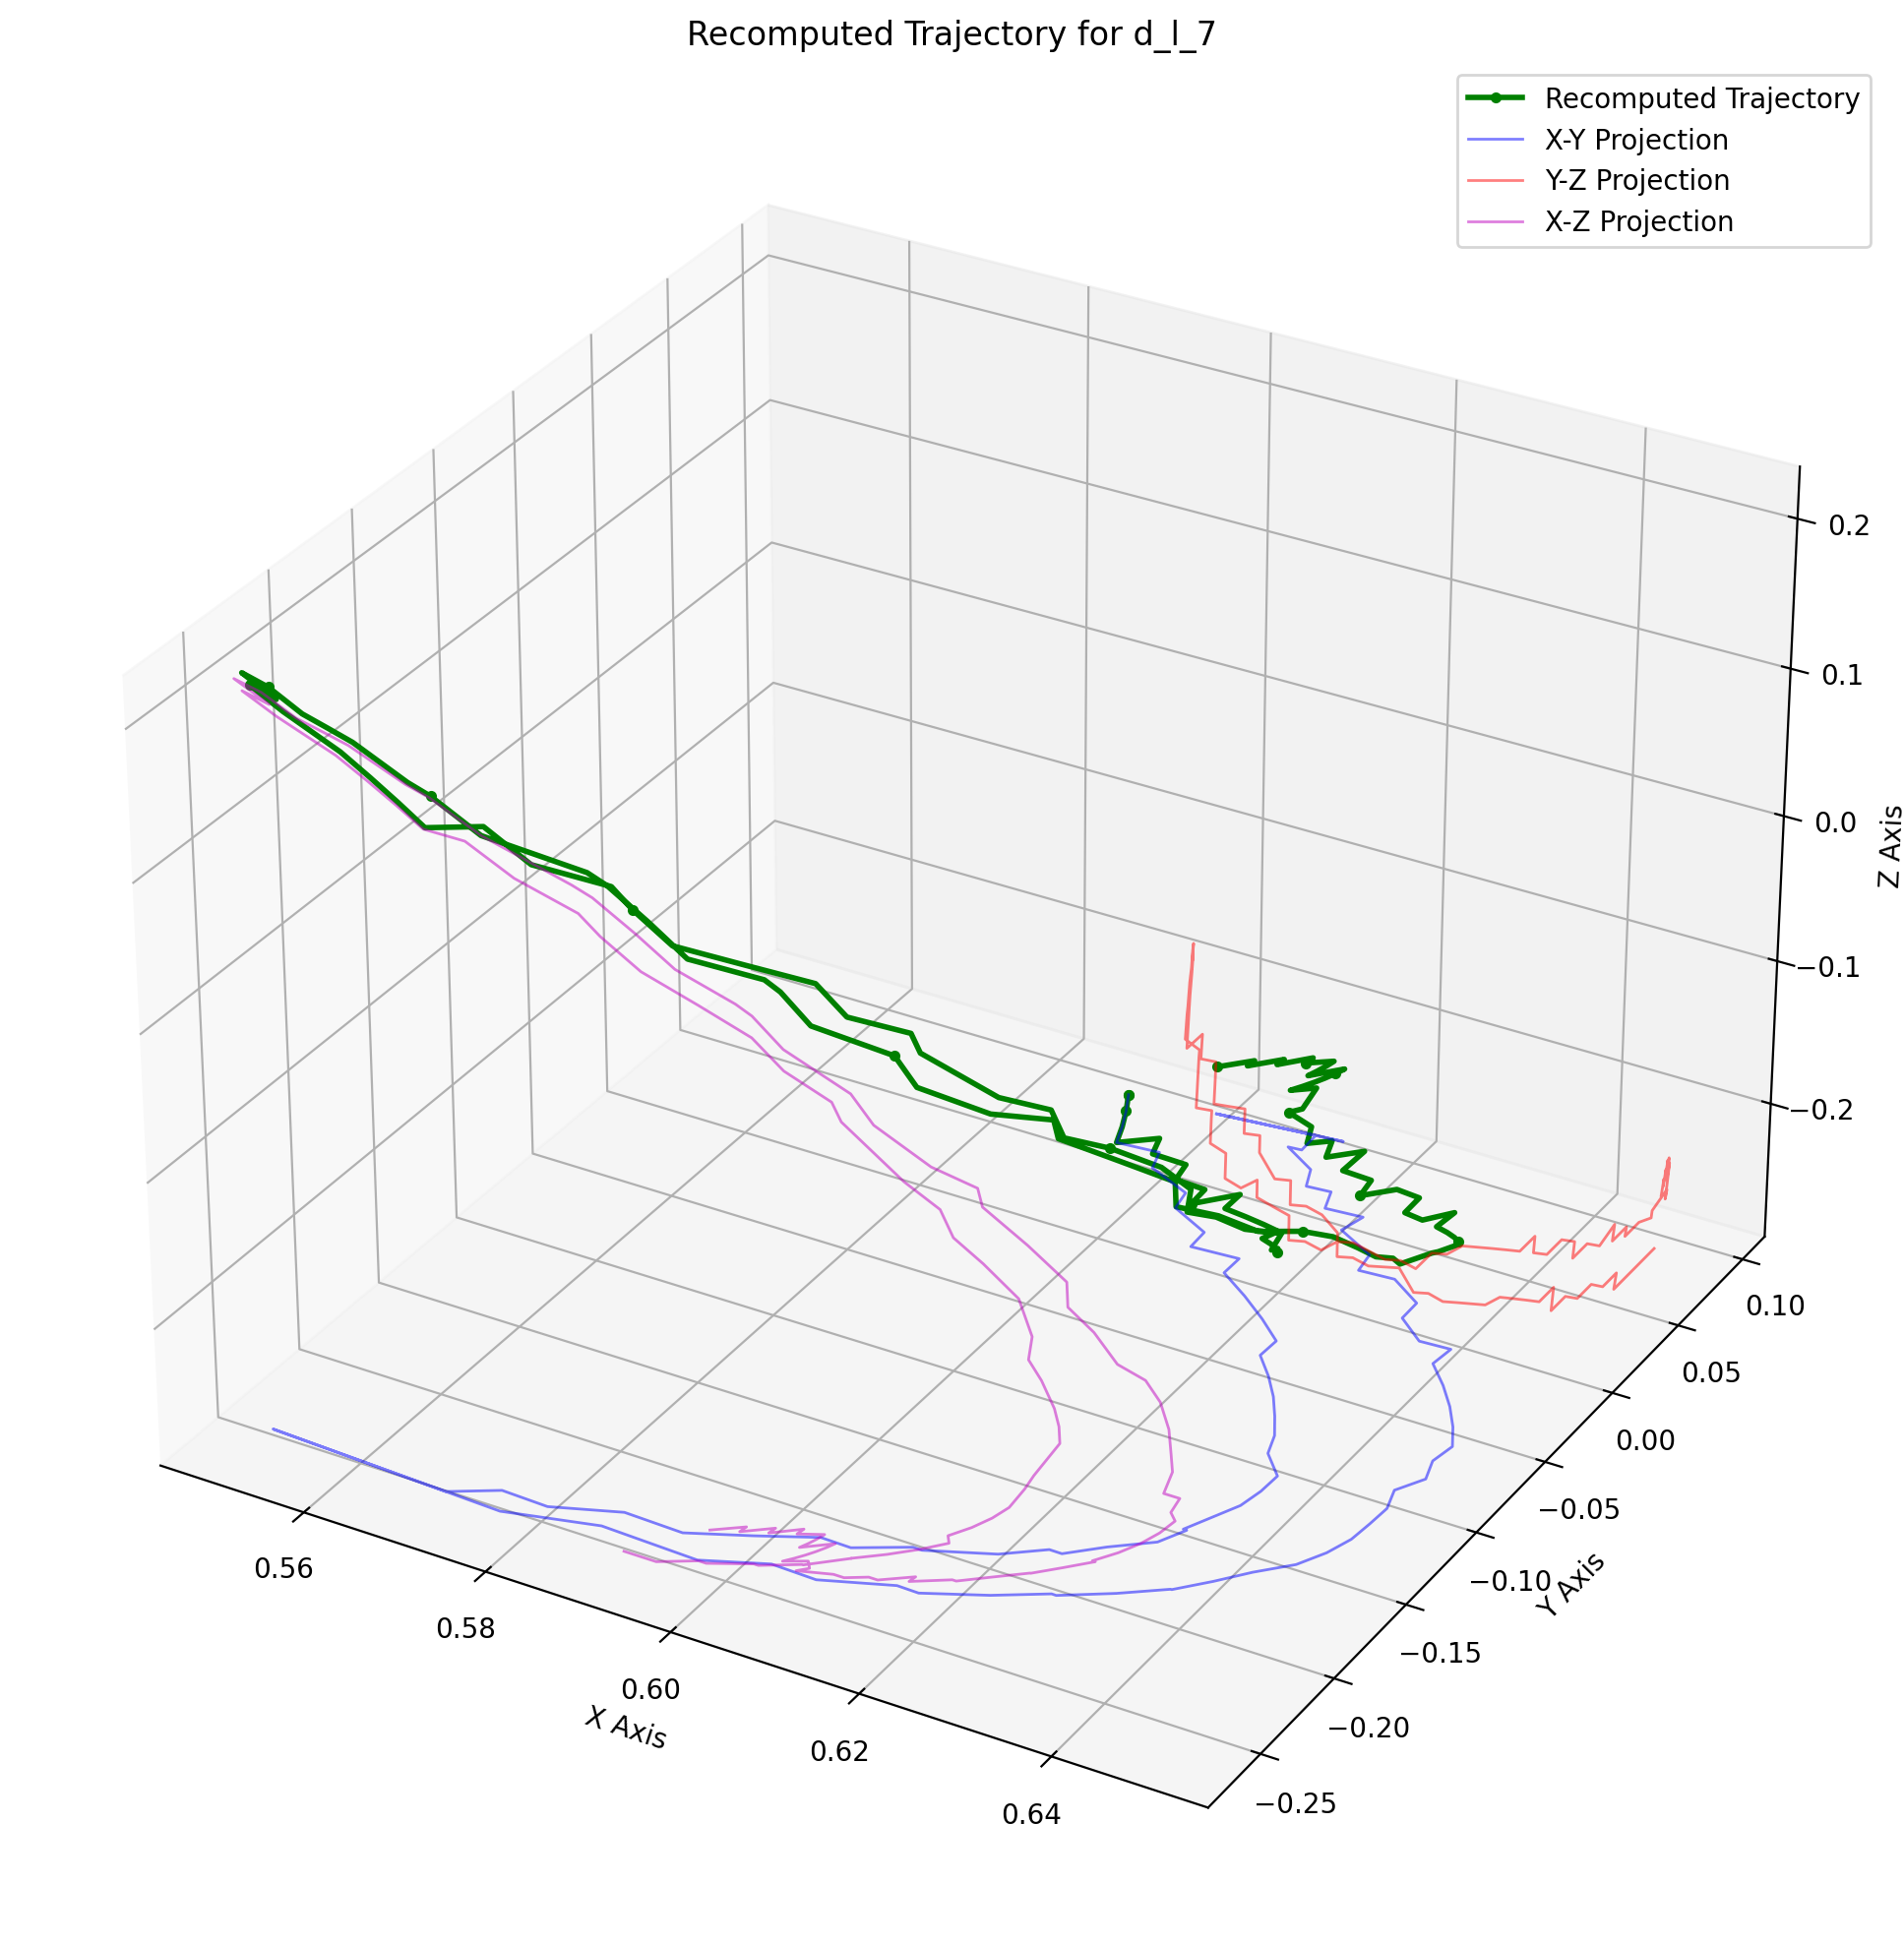 Recomputed Trajectory for d_l_7
Recomputed Trajectory
X-Y Projection
Y-Z Projection
X-Z Projection
0.2
0.1
0.0
−0.1
−0.2
Z Axis
0.10
0.05
0.00
−0.05
−0.10
−0.15
−0.20
−0.25
Y Axis
0.56
0.58
0.60
0.62
0.64
X Axis